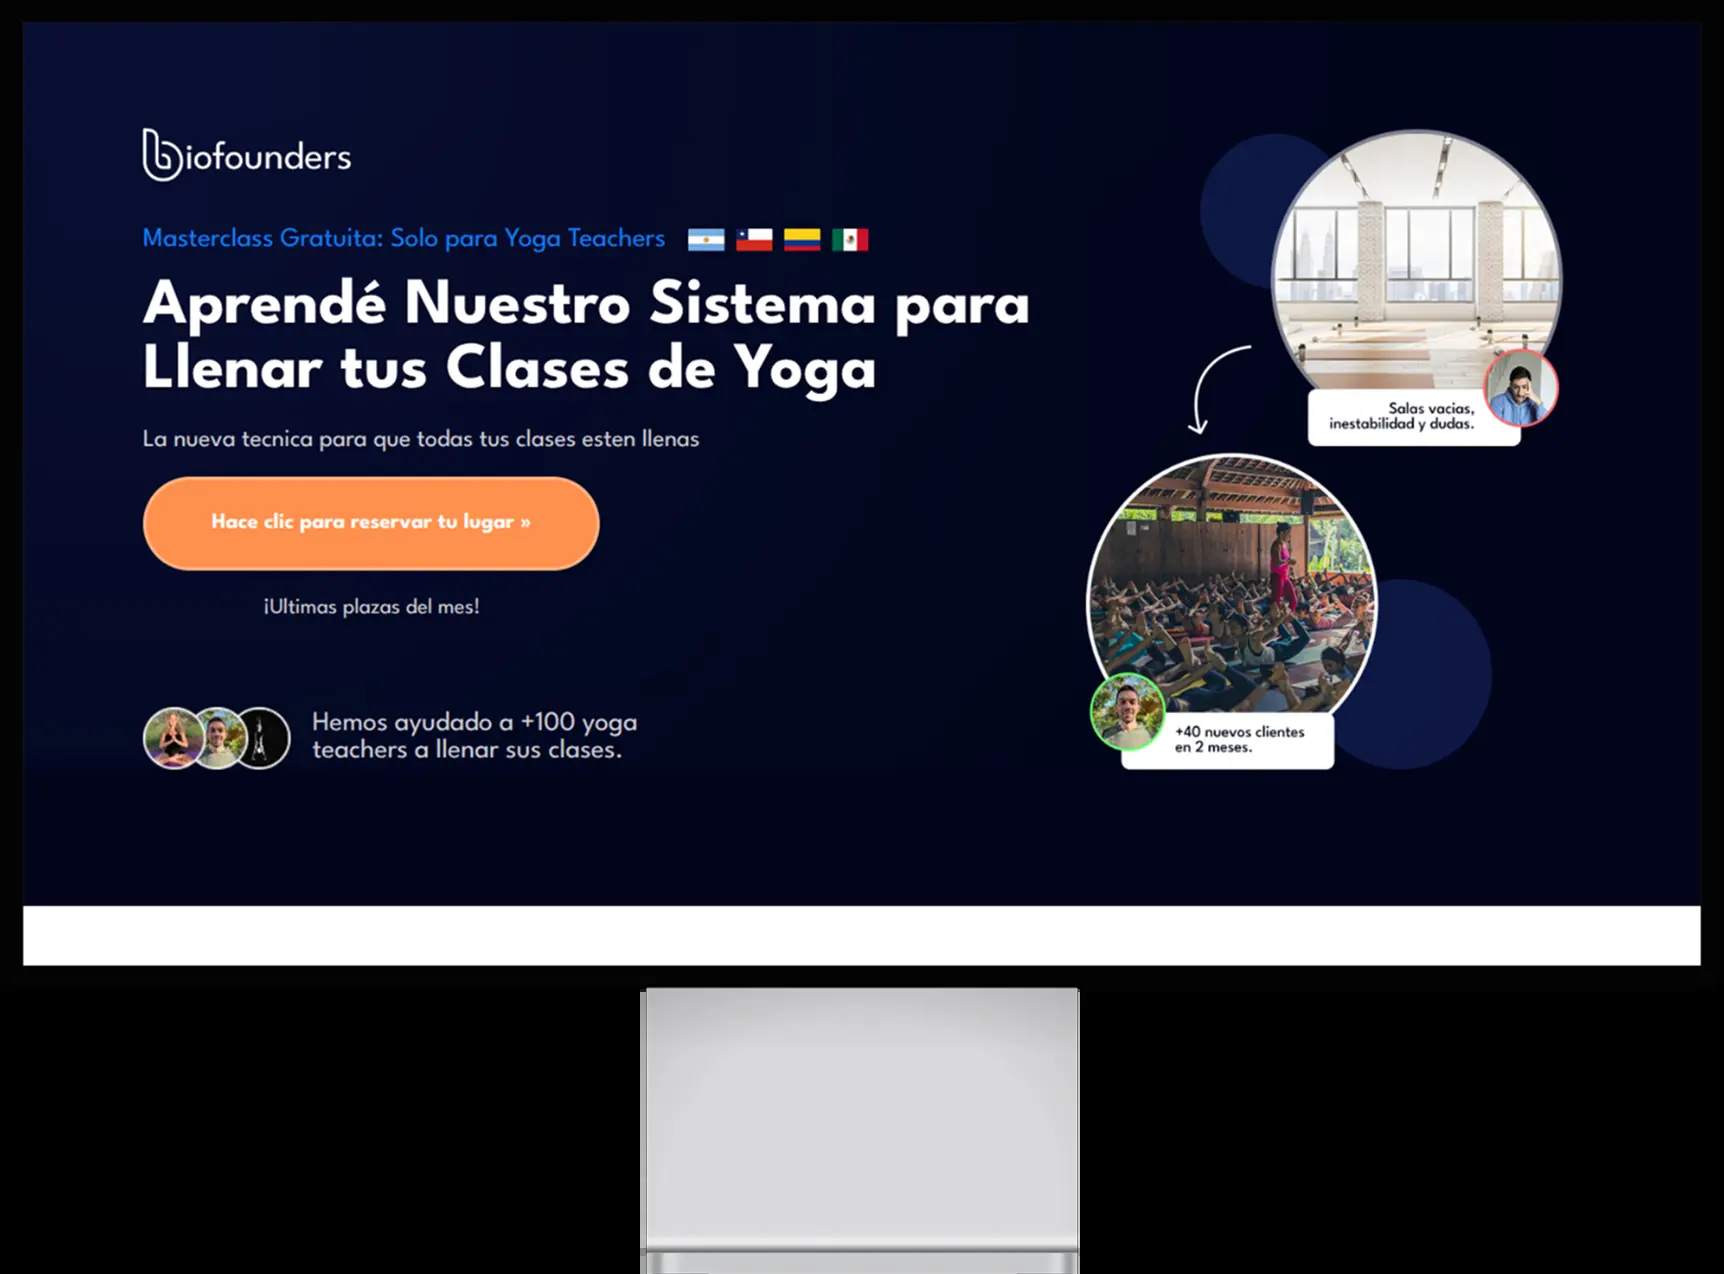 biofounders
Masterclass Gratuita: Solo para Yoga Teachers
Aprendé Nuestro Sistema para
Llenar tus Clases de Yoga
La nueva tecnica para que todas tus clases esten llenas
Hace clic para reservar tu lugar »
¡Ultimas plazas del mes!
Hemos ayudado a +100 yoga
teachers a llenar sus clases.
Salas vacias,
inestabilidad y dudas.
+40 nuevos clientes
en 2 meses.